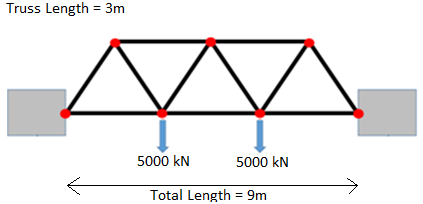 Truss Length = 3m
5000 kN
5000 kN
Total Length = 9m